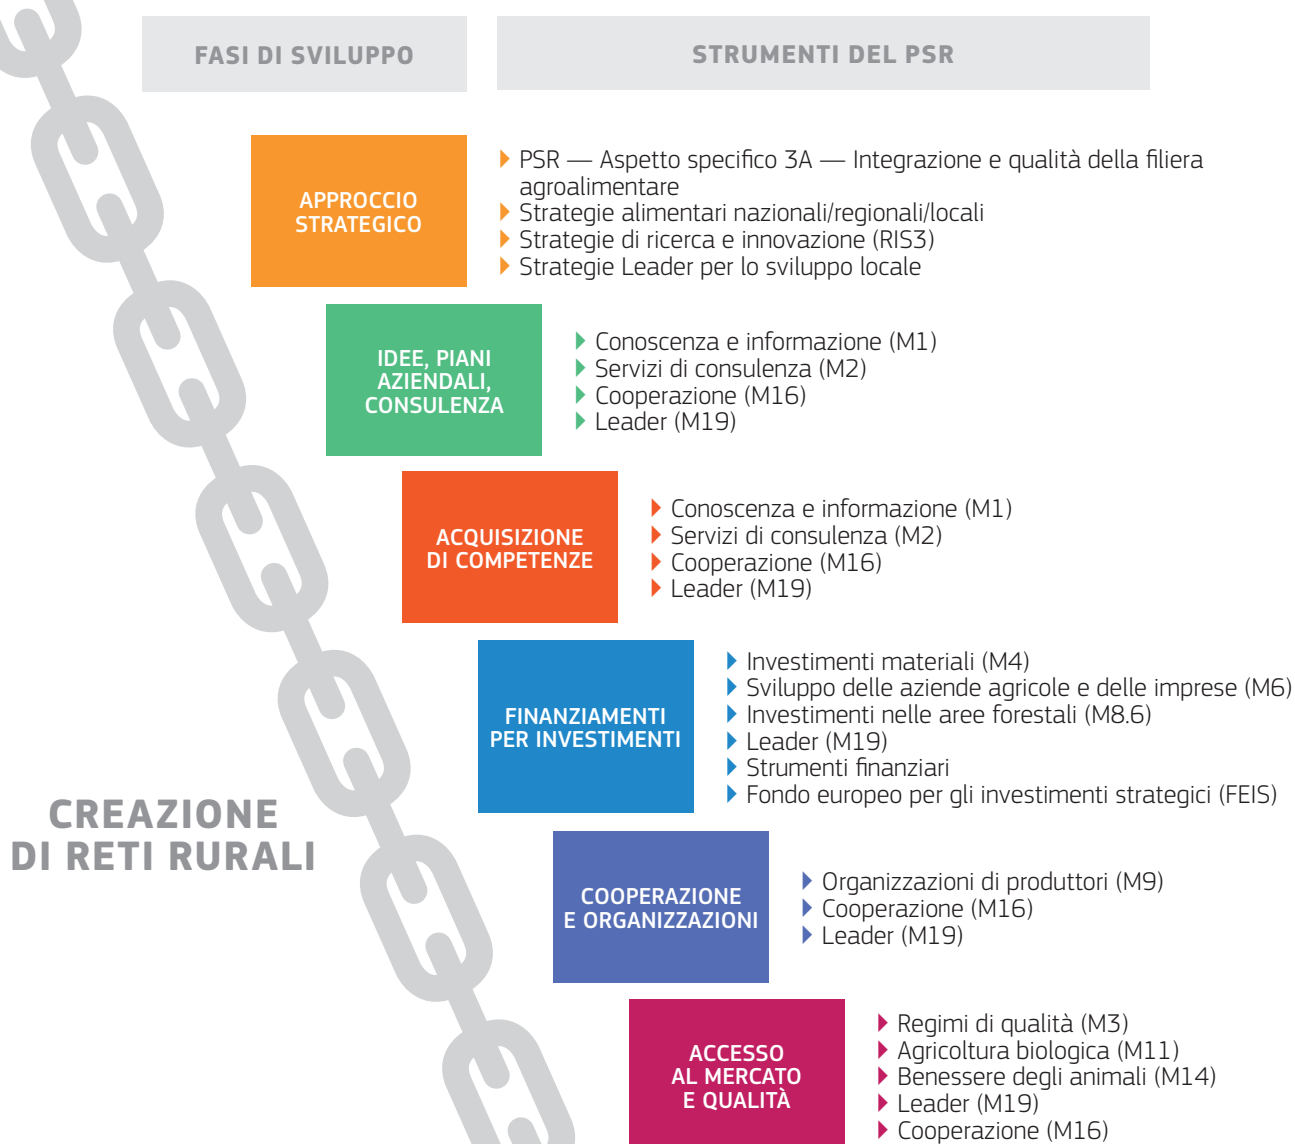 FASI DI SVILUPPO
STRUMENTI DEL PSR
APPROCCIO
STRATEGICO
PSR — Aspetto specifico 3A — Integrazione e qualità della filiera
agroalimentare
Strategie alimentari nazionali/regionali/locali
Strategie di ricerca e innovazione (RIS3)
Strategie Leader per lo sviluppo locale
IDEE, PIANI
AZIENDALI,
CONSULENZA
Conoscenza e informazione (M1)
Servizi di consulenza (M2)
Cooperazione (M16)
Leader (M19)
ACQUISIZIONE
DI COMPETENZE
Conoscenza e informazione (M1)
Servizi di consulenza (M2)
Cooperazione (M16)
Leader (M19)
FINANZIAMENTI
PER INVESTIMENTI
Investimenti materiali (M4)
Sviluppo delle aziende agricole e delle imprese (M6)
Investimenti nelle aree forestali (M8.6)
Leader (M19)
Strumenti finanziari
Fondo europeo per gli investimenti strategici (FEIS)
CREAZIONE
DI RETI RURALI
COOPERAZIONE
E ORGANIZZAZIONI
Organizzazioni di produttori (M9)
Cooperazione (M16)
Leader (M19)
ACCESSO
AL MERCATO
E QUALITÀ
Regimi di qualità (M3)
Agricoltura biologica (M11)
Benessere degli animali (M14)
Leader (M19)
Cooperazione (M16)